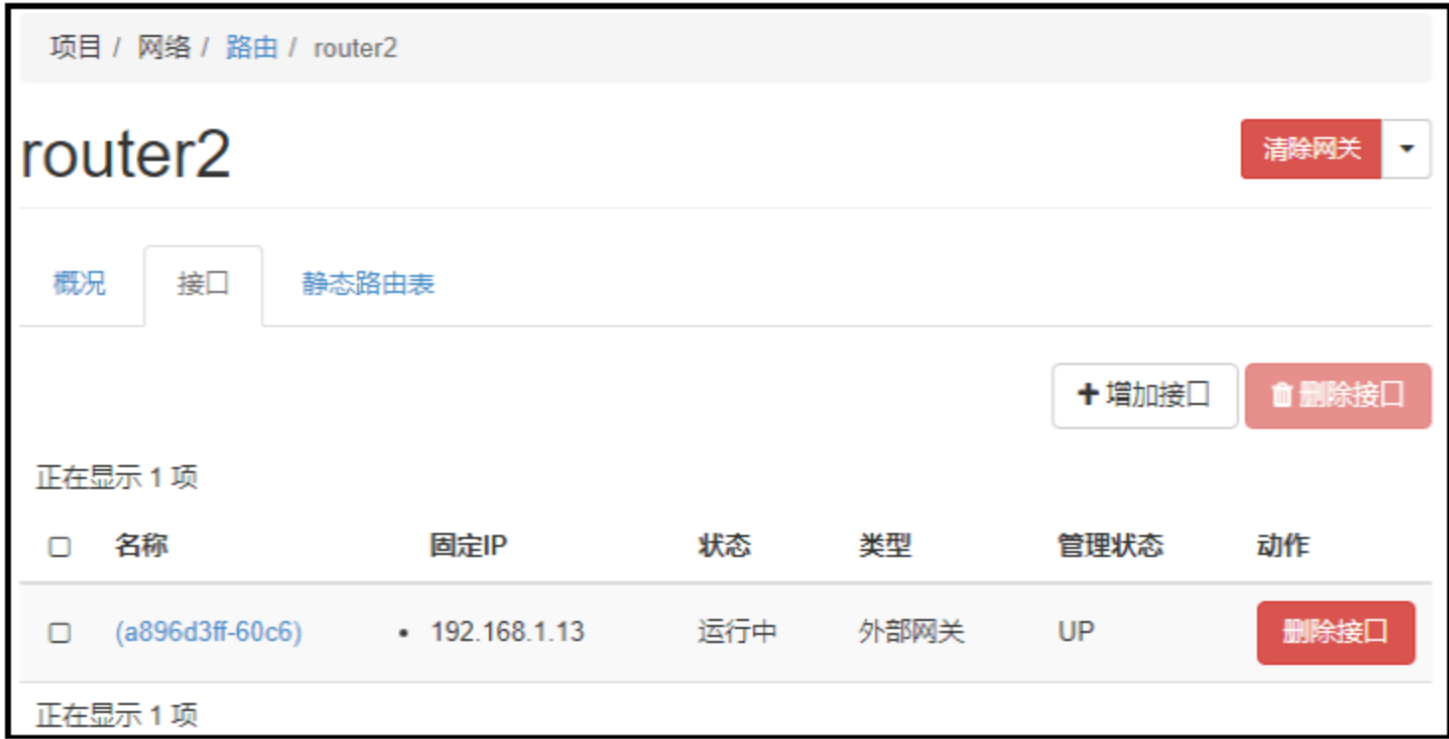 项目 / 网络 / 路由 / router2
router2
清除网关
概况 接口 静态路由表
增加接口 删除接口
正在显示 1 项
名称 固定IP 状态 类型 管理状态 动作
(a896d3ff-60c6) • 192.168.1.13 运行中 外部网关 UP 删除接口
正在显示 1 项